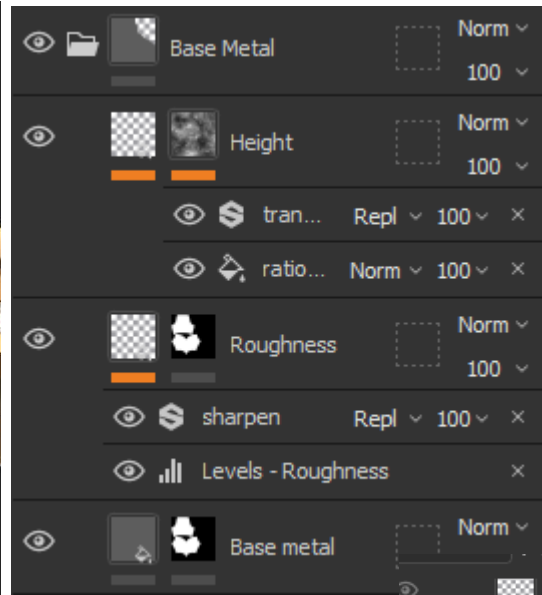 Base Metal
Norm
100
Height
Norm
100
tran...
Repl
100
ratio...
Norm
100
Roughness
Norm
100
sharpen
Repl
100
Levels - Roughness
Base metal
Norm